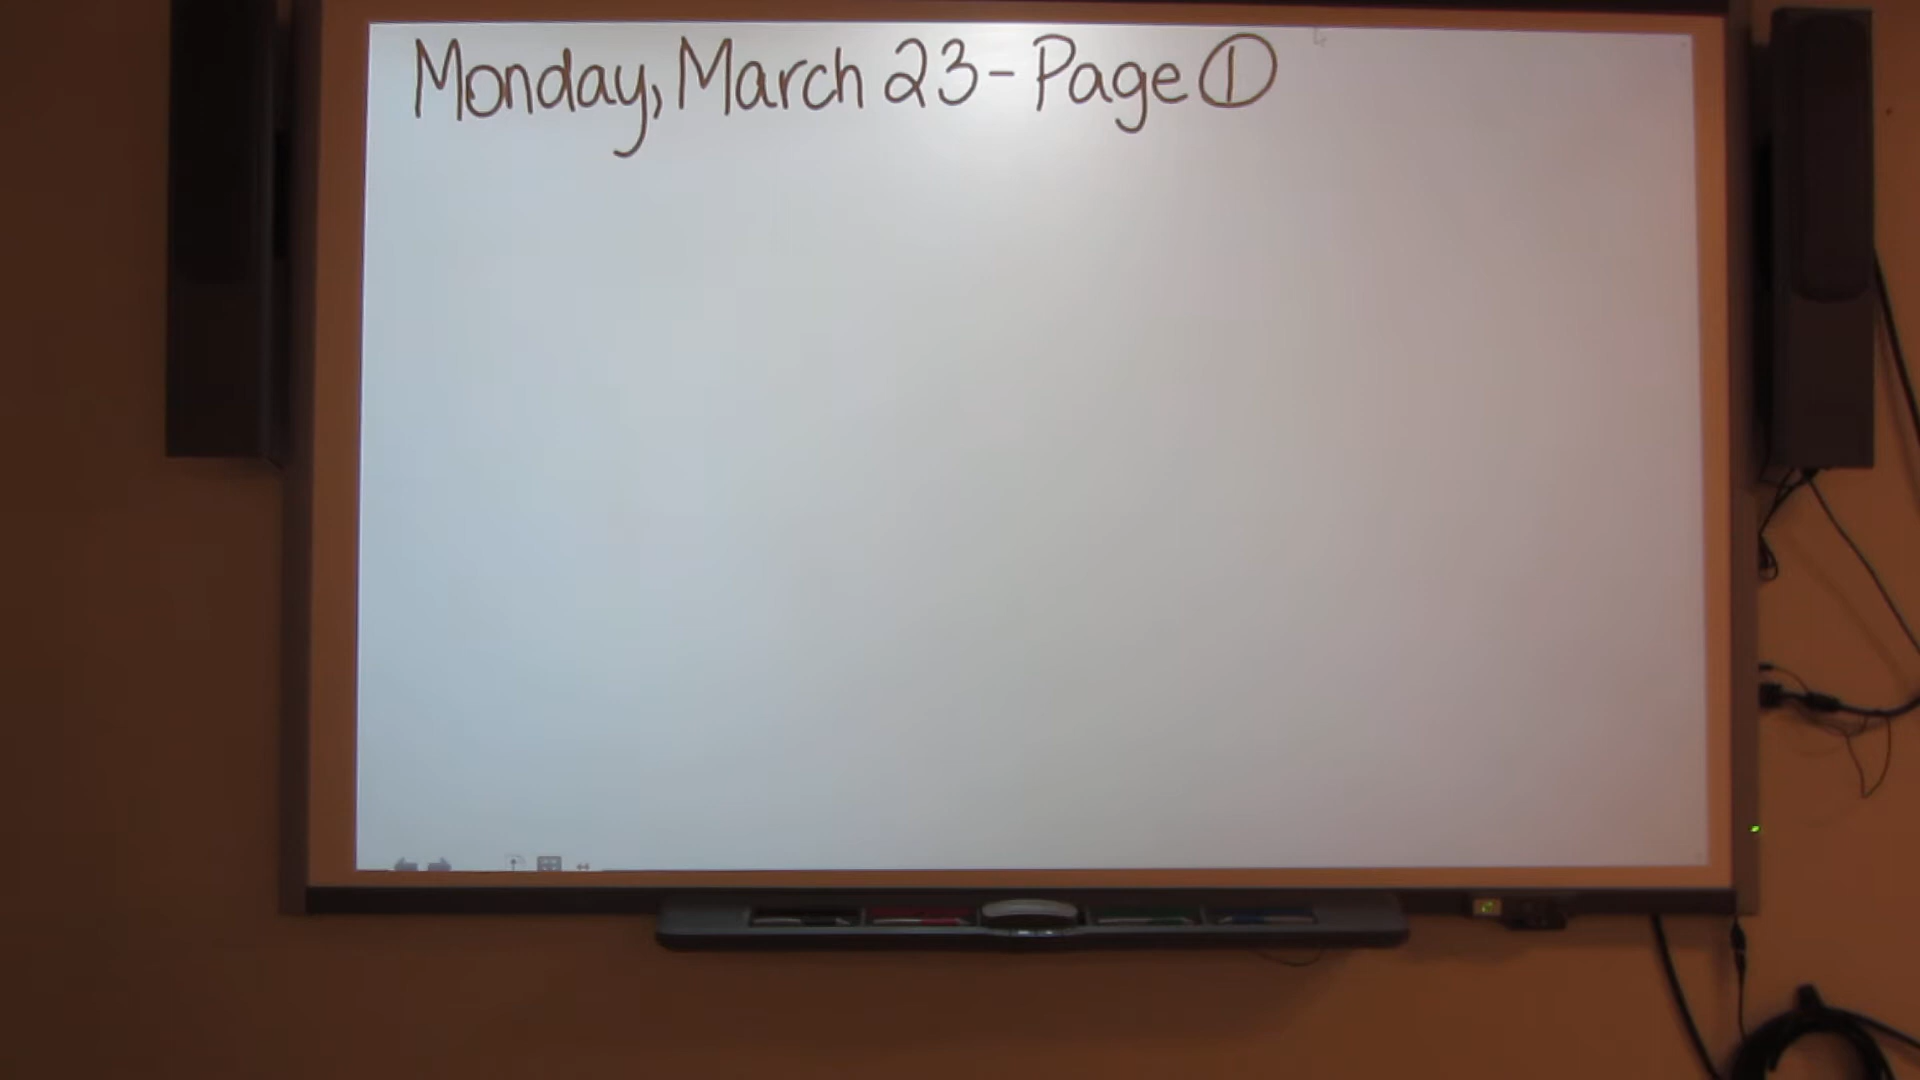 Monday, March 23 - Page ①